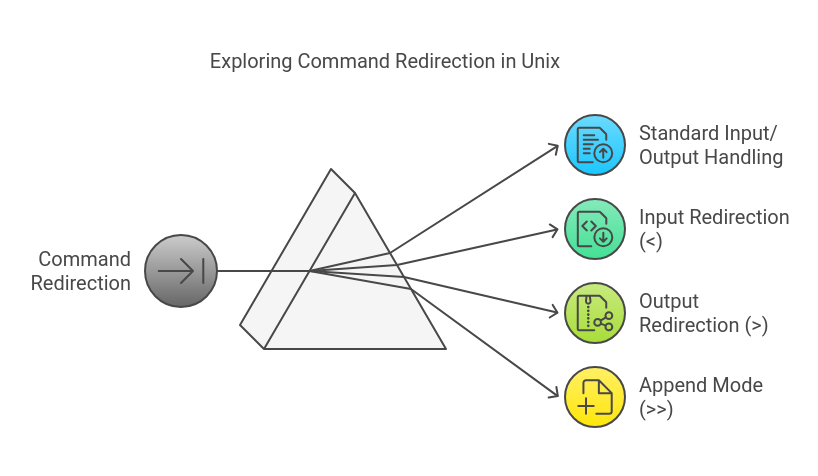 Exploring Command Redirection in Unix
Command
Redirection
Standard Input/
Output Handling
Input Redirection
(<)
Output
Redirection (>)
Append Mode
(>>)